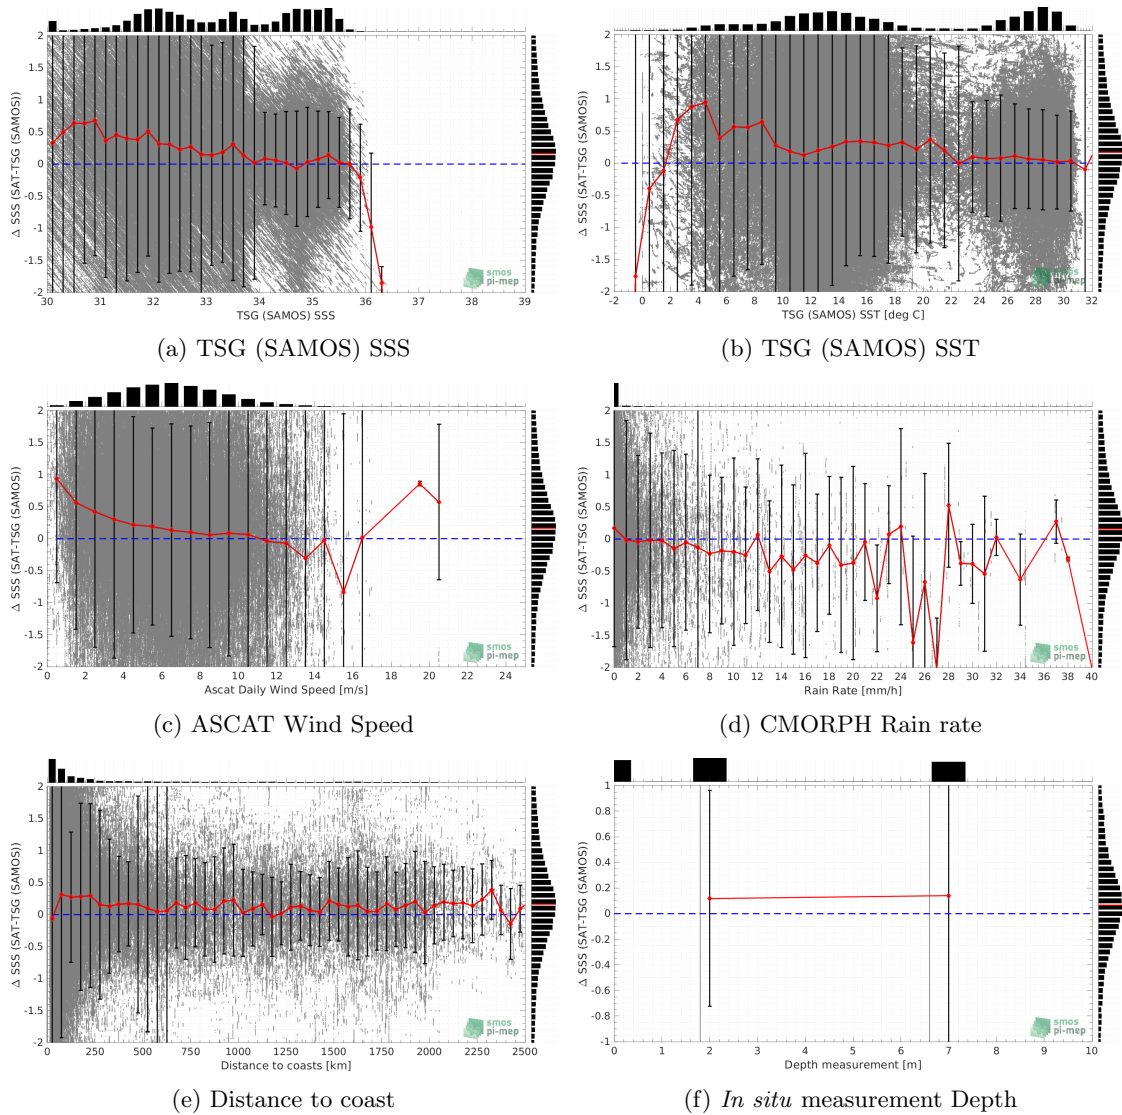 2
1.5
1
0.5
0
-0.5
-1
-1.5
-2
Δ SSS (SAT-TSG (SAMOS))
30 31 32 33 34 35 36 37 38 39
TSG (SAMOS) SSS
smos
pi-mep
(a) TSG (SAMOS) SSS
2
1.5
1
0.5
0
-0.5
-1
-1.5
-2
Δ SSS (SAT-TSG (SAMOS))
-2 0 2 4 6 8 10 12 14 16 18 20 22 24 26 28 30 32
TSG (SAMOS) SST [deg C]
smos
pi-mep
(b) TSG (SAMOS) SST
2
1.5
1
0.5
0
-0.5
-1
-1.5
-2
Δ SSS (SAT-TSG (SAMOS))
0 2 4 6 8 10 12 14 16 18 20 22 24
Ascat Daily Wind Speed [m/s]
smos
pi-mep
(c) ASCAT Wind Speed
2
1.5
1
0.5
0
-0.5
-1
-1.5
-2
Δ SSS (SAT-TSG (SAMOS))
0 2 4 6 8 10 12 14 16 18 20 22 24 26 28 30 32 34 36 38 40
Rain Rate [mm/h]
smos
pi-mep
(d) CMORPH Rain rate
2
1.5
1
0.5
0
-0.5
-1
-1.5
-2
Δ SSS (SAT-TSG (SAMOS))
0 250 500 750 1000 1250 1500 1750 2000 2250 2500
Distance to coasts [km]
smos
pi-mep
(e) Distance to coast
1
0.8
0.6
0.4
0.2
0
-0.2
-0.4
-0.6
-0.8
-1
Δ SSS (SAT-TSG (SAMOS))
0 1 2 3 4 5 6 7 8 9 10
Depth measurement [m]
smos
pi-mep
(f) In situ measurement Depth